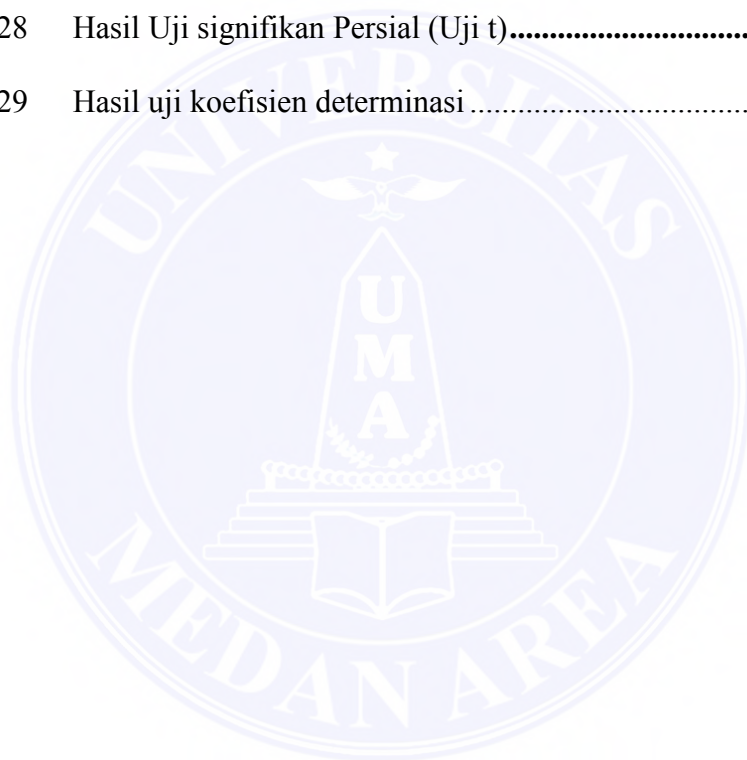 28 Hasil Uji signifikan Persial (Uji t)..............................
29 Hasil uji koefisien determinasi...................................
UNIVERSITAS
U
M
A
MEDAN AREA